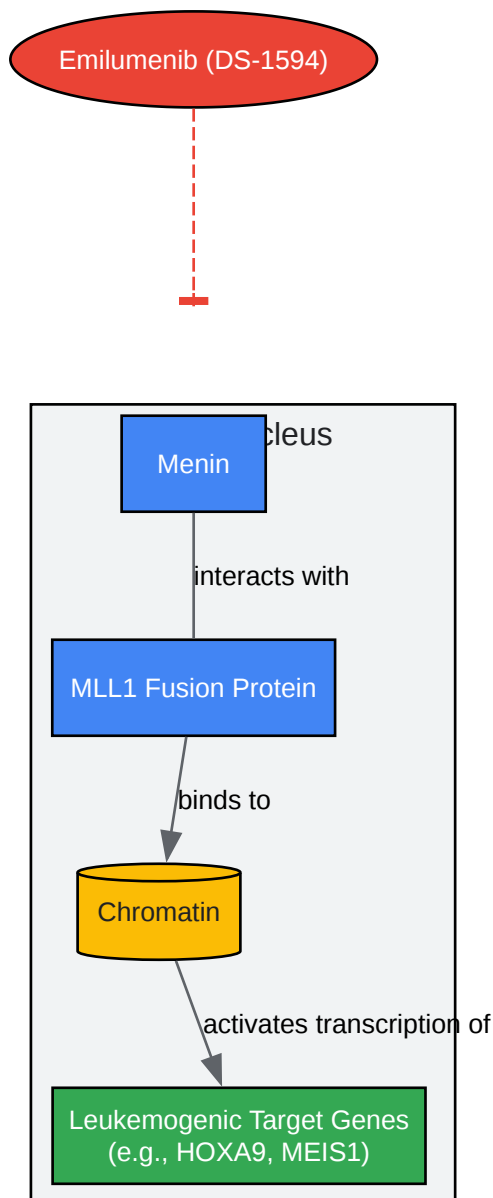 Emilumenib (DS-1594)
cleus
Menin
interacts with
MLL1 Fusion Protein
binds to
Chromatin
activates transcription of
Leukemogenic Target Genes
(e.g., HOXA9, MEIS1)